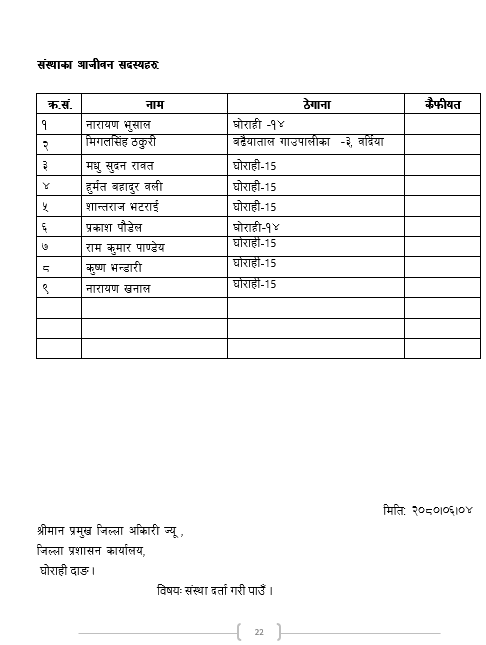 संस्थाका आजीवन सदस्यहरु:
क्र.सं. नाम ठेगाना कैफीयत
१ नारायण भुसाल घोराही -१४
२ मिगलसिंह ठकुरी बढैयाताल गाउपालीका -३, वर्दिया
३ मधु सुदन रावत घोराही-15
४ हुर्मत बहादुर वली घोराही-15
५ शान्तराज भटराई घोराही-15
६ प्रकाश पौडेल घोराही-१४
७ राम कुमार पाण्डेय घोराही-15
८ कृष्ण भन्डारी घोराही-15
९ नारायण खनाल घोराही-15
मिति: २०८०।०६।०४
श्रीमान प्रमुख जिल्ला अकिारी ज्यू ,
जिल्ला प्रशासन कार्यालय,
घोराही दाङ ।
विषयः संस्था दर्ता गरी पाउँ ।
22